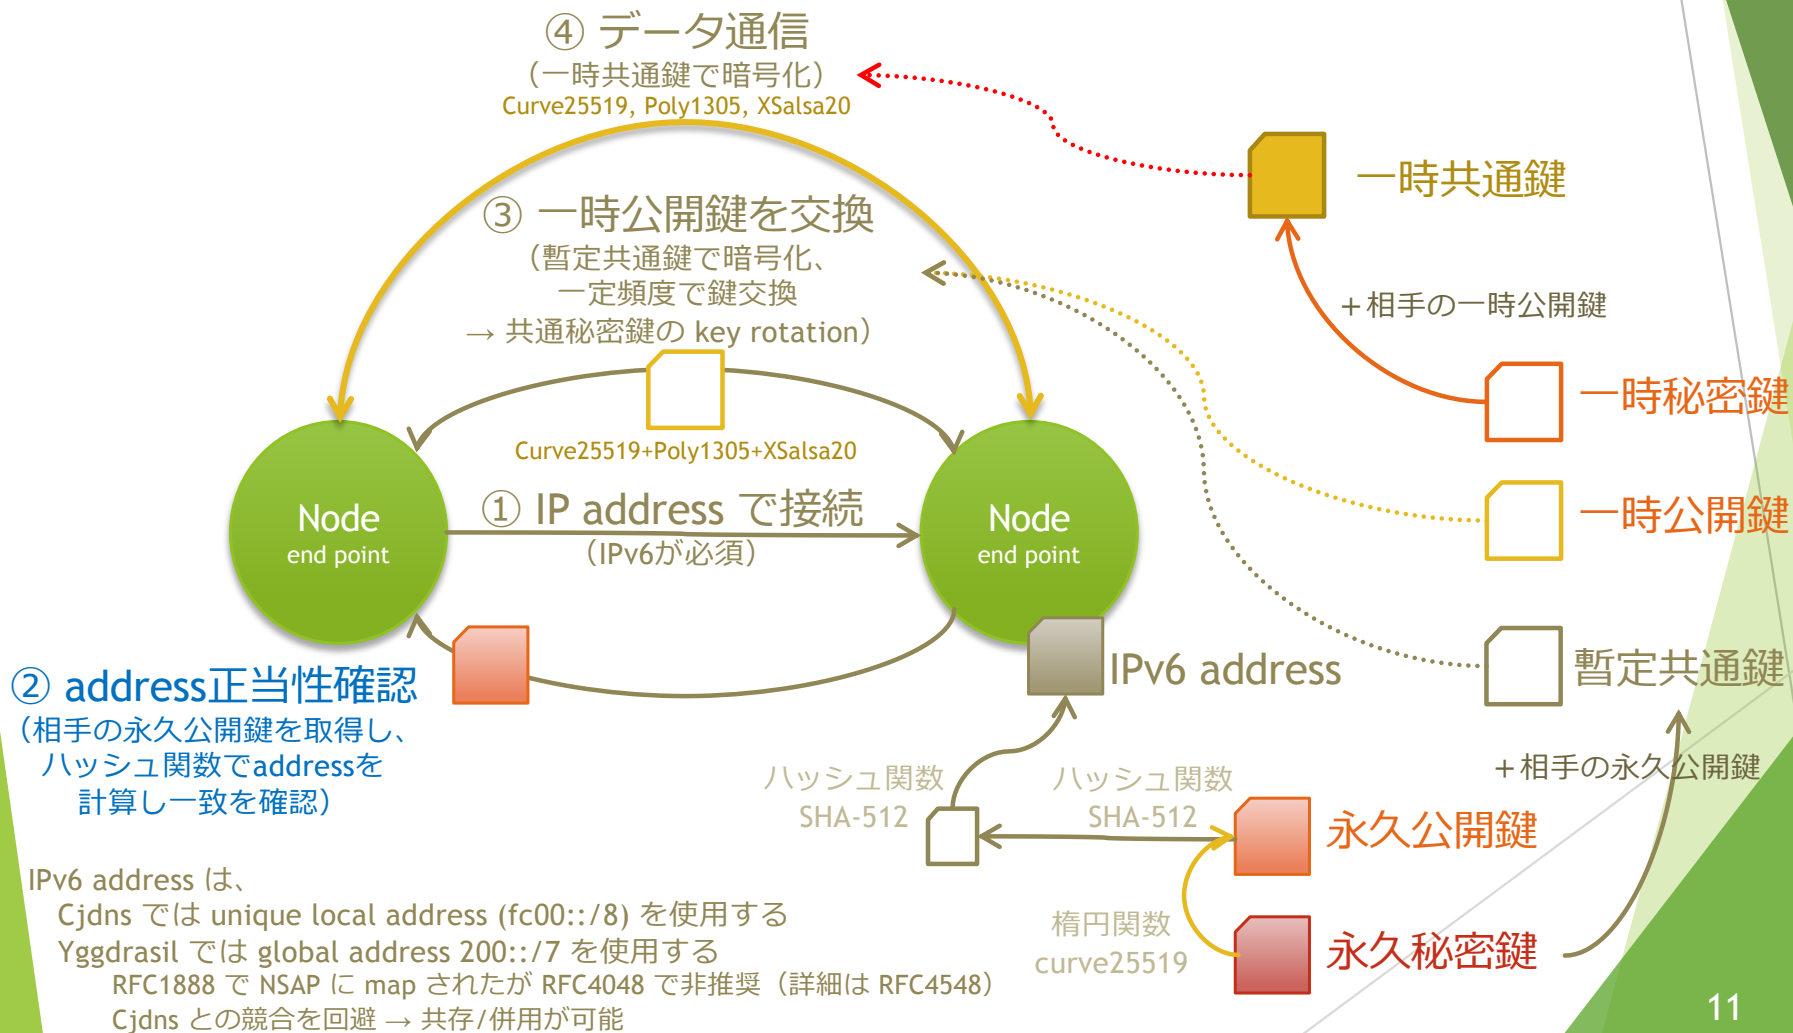 ④ データ通信
（一時共通鍵で暗号化）
Curve25519, Poly1305, XSalsa20
③ 一時公開鍵を交換
（暫定共通鍵で暗号化、
一定頻度で鍵交換
→ 共通秘密鍵の key rotation）
Curve25519+Poly1305+XSalsa20
① IP address で接続
（IPv6が必須）
Node
end point
Node
end point
② address正当性確認
（相手の永久公開鍵を取得し、
ハッシュ関数でaddressを
計算し一致を確認）
一時共通鍵
＋相手の一時公開鍵
一時秘密鍵
一時公開鍵
暫定共通鍵
＋相手の永久公開鍵
IPv6 address
ハッシュ関数
SHA-512
ハッシュ関数
SHA-512
永久公開鍵
楕円関数
curve25519
永久秘密鍵
IPv6 address は、
Cjdns では unique local address (fc00::/8) を使用する
Yggdrasil では global address 200::/7 を使用する
RFC1888 で NSAP に map されたが RFC4048 で非推奨（詳細は RFC4548）
Cjdns との競合を回避 → 共存/併用が可能
11